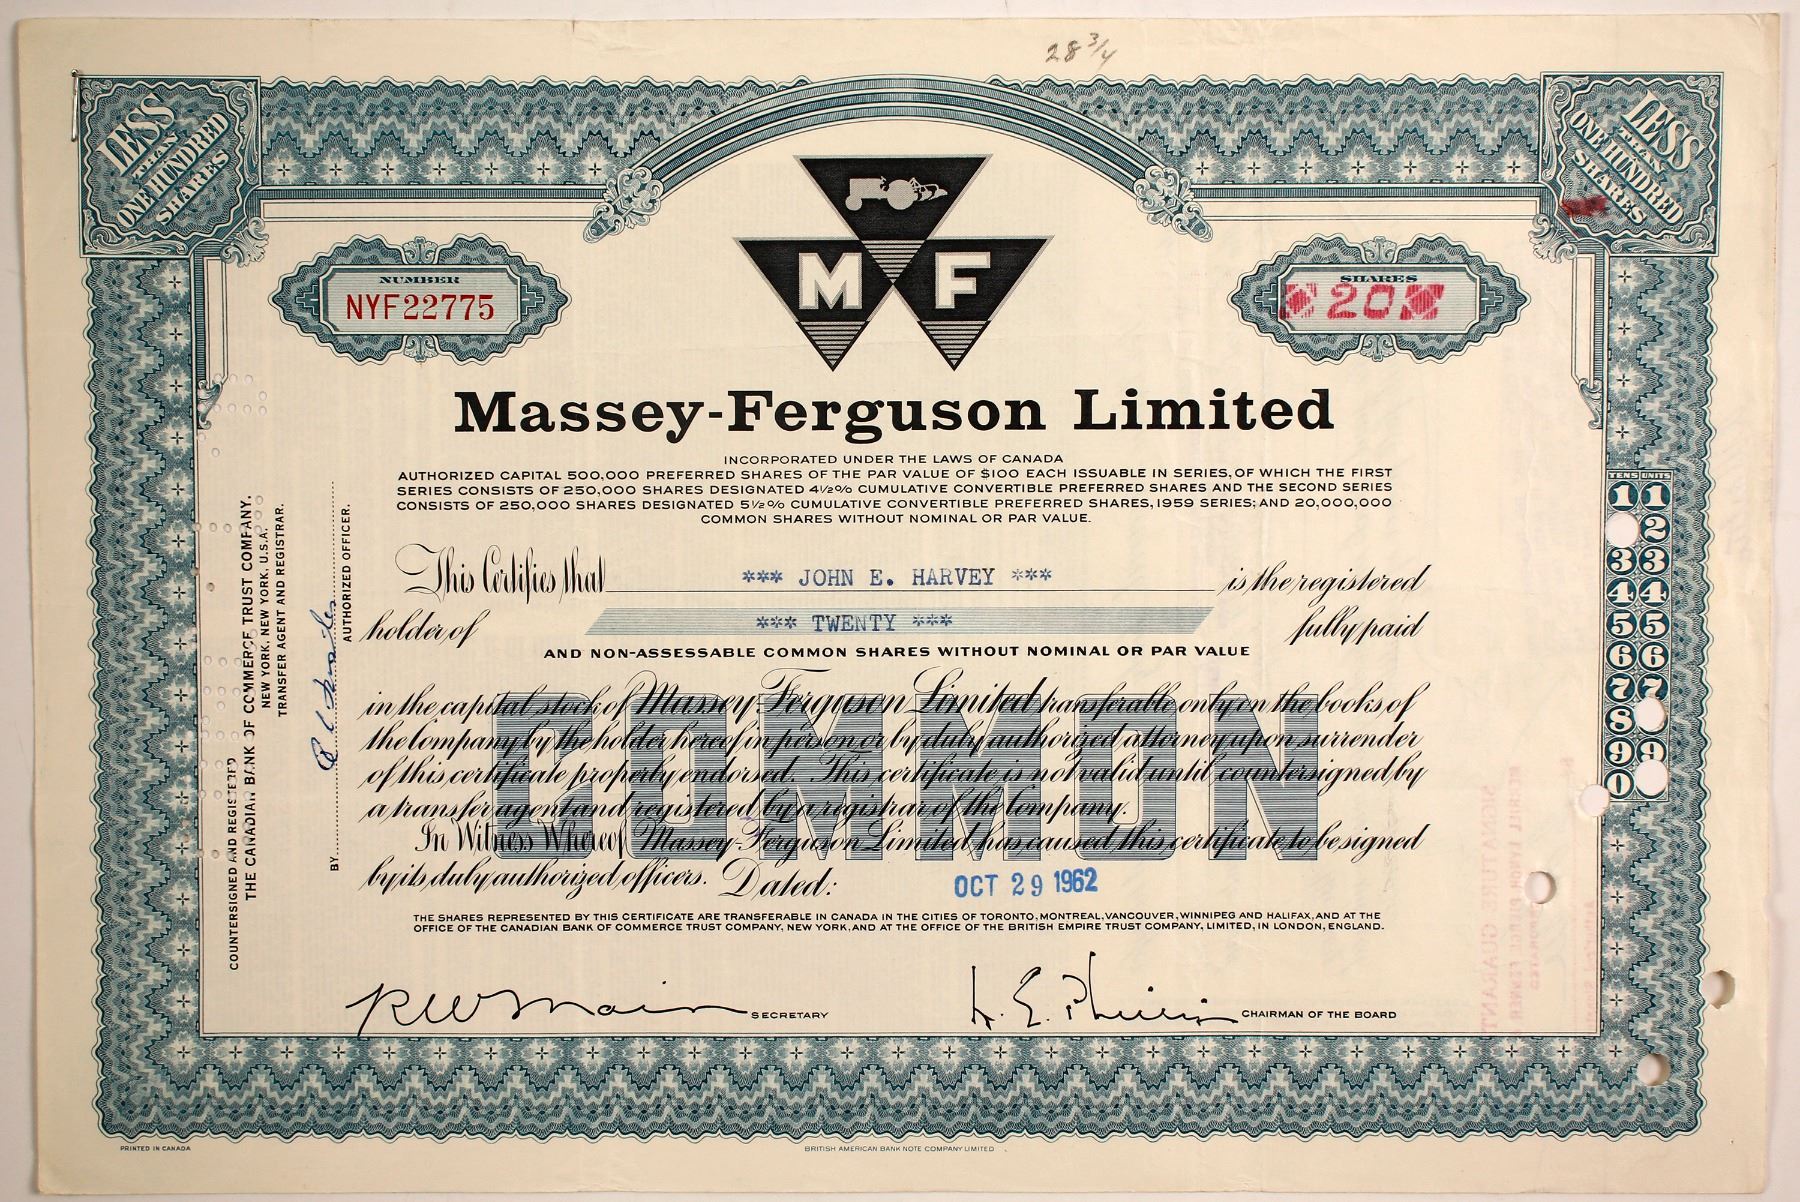 28 3/4
LESS
THAN
ONE HUNDRED
SHARES
LESS
THAN
ONE HUNDRED
SHARES
NUMBER
NYF22775
SHARES
20
M F
Massey-Ferguson Limited
INCORPORATED UNDER THE LAWS OF CANADA
AUTHORIZED CAPITAL 500,000 PREFERRED SHARES OF THE PAR VALUE OF $100 EACH ISSUABLE IN SERIES, OF WHICH THE FIRST
SERIES CONSISTS OF 250,000 SHARES DESIGNATED 4½% CUMULATIVE CONVERTIBLE PREFERRED SHARES AND THE SECOND SERIES
CONSISTS OF 250,000 SHARES DESIGNATED 5½% CUMULATIVE CONVERTIBLE PREFERRED SHARES, 1959 SERIES; AND 20,000,000
COMMON SHARES WITHOUT NOMINAL OR PAR VALUE.
This Certifies that *** JOHN E. HARVEY *** is the registered
holder of *** TWENTY *** fully paid
AND NON-ASSESSABLE COMMON SHARES WITHOUT NOMINAL OR PAR VALUE
COMMON
in the capital stock of Massey-Ferguson Limited transferable only on the books of
the Company by the holder hereof in person or by duly authorized attorney upon surrender
of this certificate properly endorsed. This certificate is not valid until countersigned by
a transfer agent and registered by a registrar of the Company.
In Witness Whereof Massey-Ferguson Limited has caused this certificate to be signed
by its duly authorized officers. Dated: OCT 29 1962
THE SHARES REPRESENTED BY THIS CERTIFICATE ARE TRANSFERABLE IN CANADA IN THE CITIES OF TORONTO, MONTREAL, VANCOUVER, WINNIPEG AND HALIFAX, AND AT THE
OFFICE OF THE CANADIAN BANK OF COMMERCE TRUST COMPANY, NEW YORK, AND AT THE OFFICE OF THE BRITISH EMPIRE TRUST COMPANY, LIMITED, IN LONDON, ENGLAND.
SECRETARY
CHAIRMAN OF THE BOARD
COUNTERSIGNED AND REGISTERED
THE CANADIAN BANK OF COMMERCE TRUST COMPANY.
NEW YORK, NEW YORK, U.S.A.
TRANSFER AGENT AND REGISTRAR.
BY
AUTHORIZED OFFICER.
TENS UNITS
1 1
2
3 3
4 4
5 5
6 6
7 7
8
9 9
0
PRINTED IN CANADA
BRITISH AMERICAN BANK NOTE COMPANY LIMITED